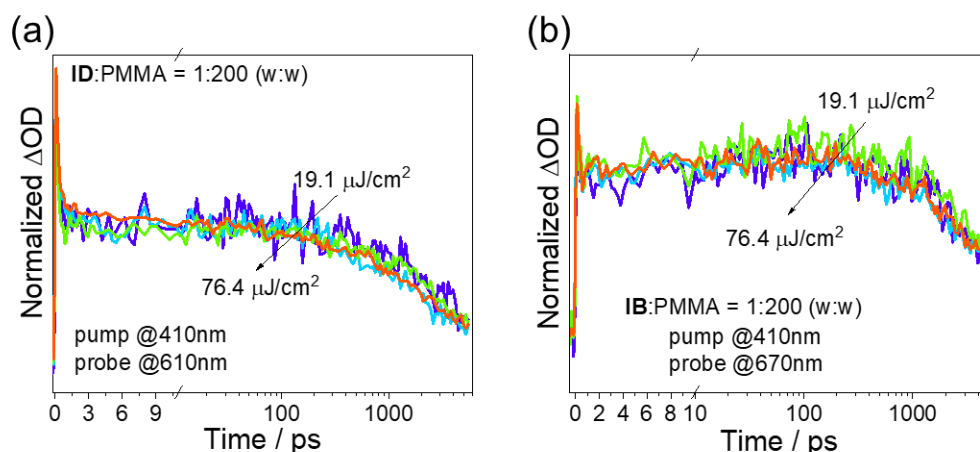 (a)
ID:PMMA = 1:200 (w:w)
19.1 μJ/cm²
76.4 μJ/cm²
pump @410nm
probe @610nm
Normalized ΔOD
0 3 6 9 100 1000
Time / ps
(b)
19.1 μJ/cm²
76.4 μJ/cm²
IB:PMMA = 1:200 (w:w)
pump @410nm
probe @670nm
Normalized ΔOD
0 2 4 6 8 10 100 1000
Time / ps